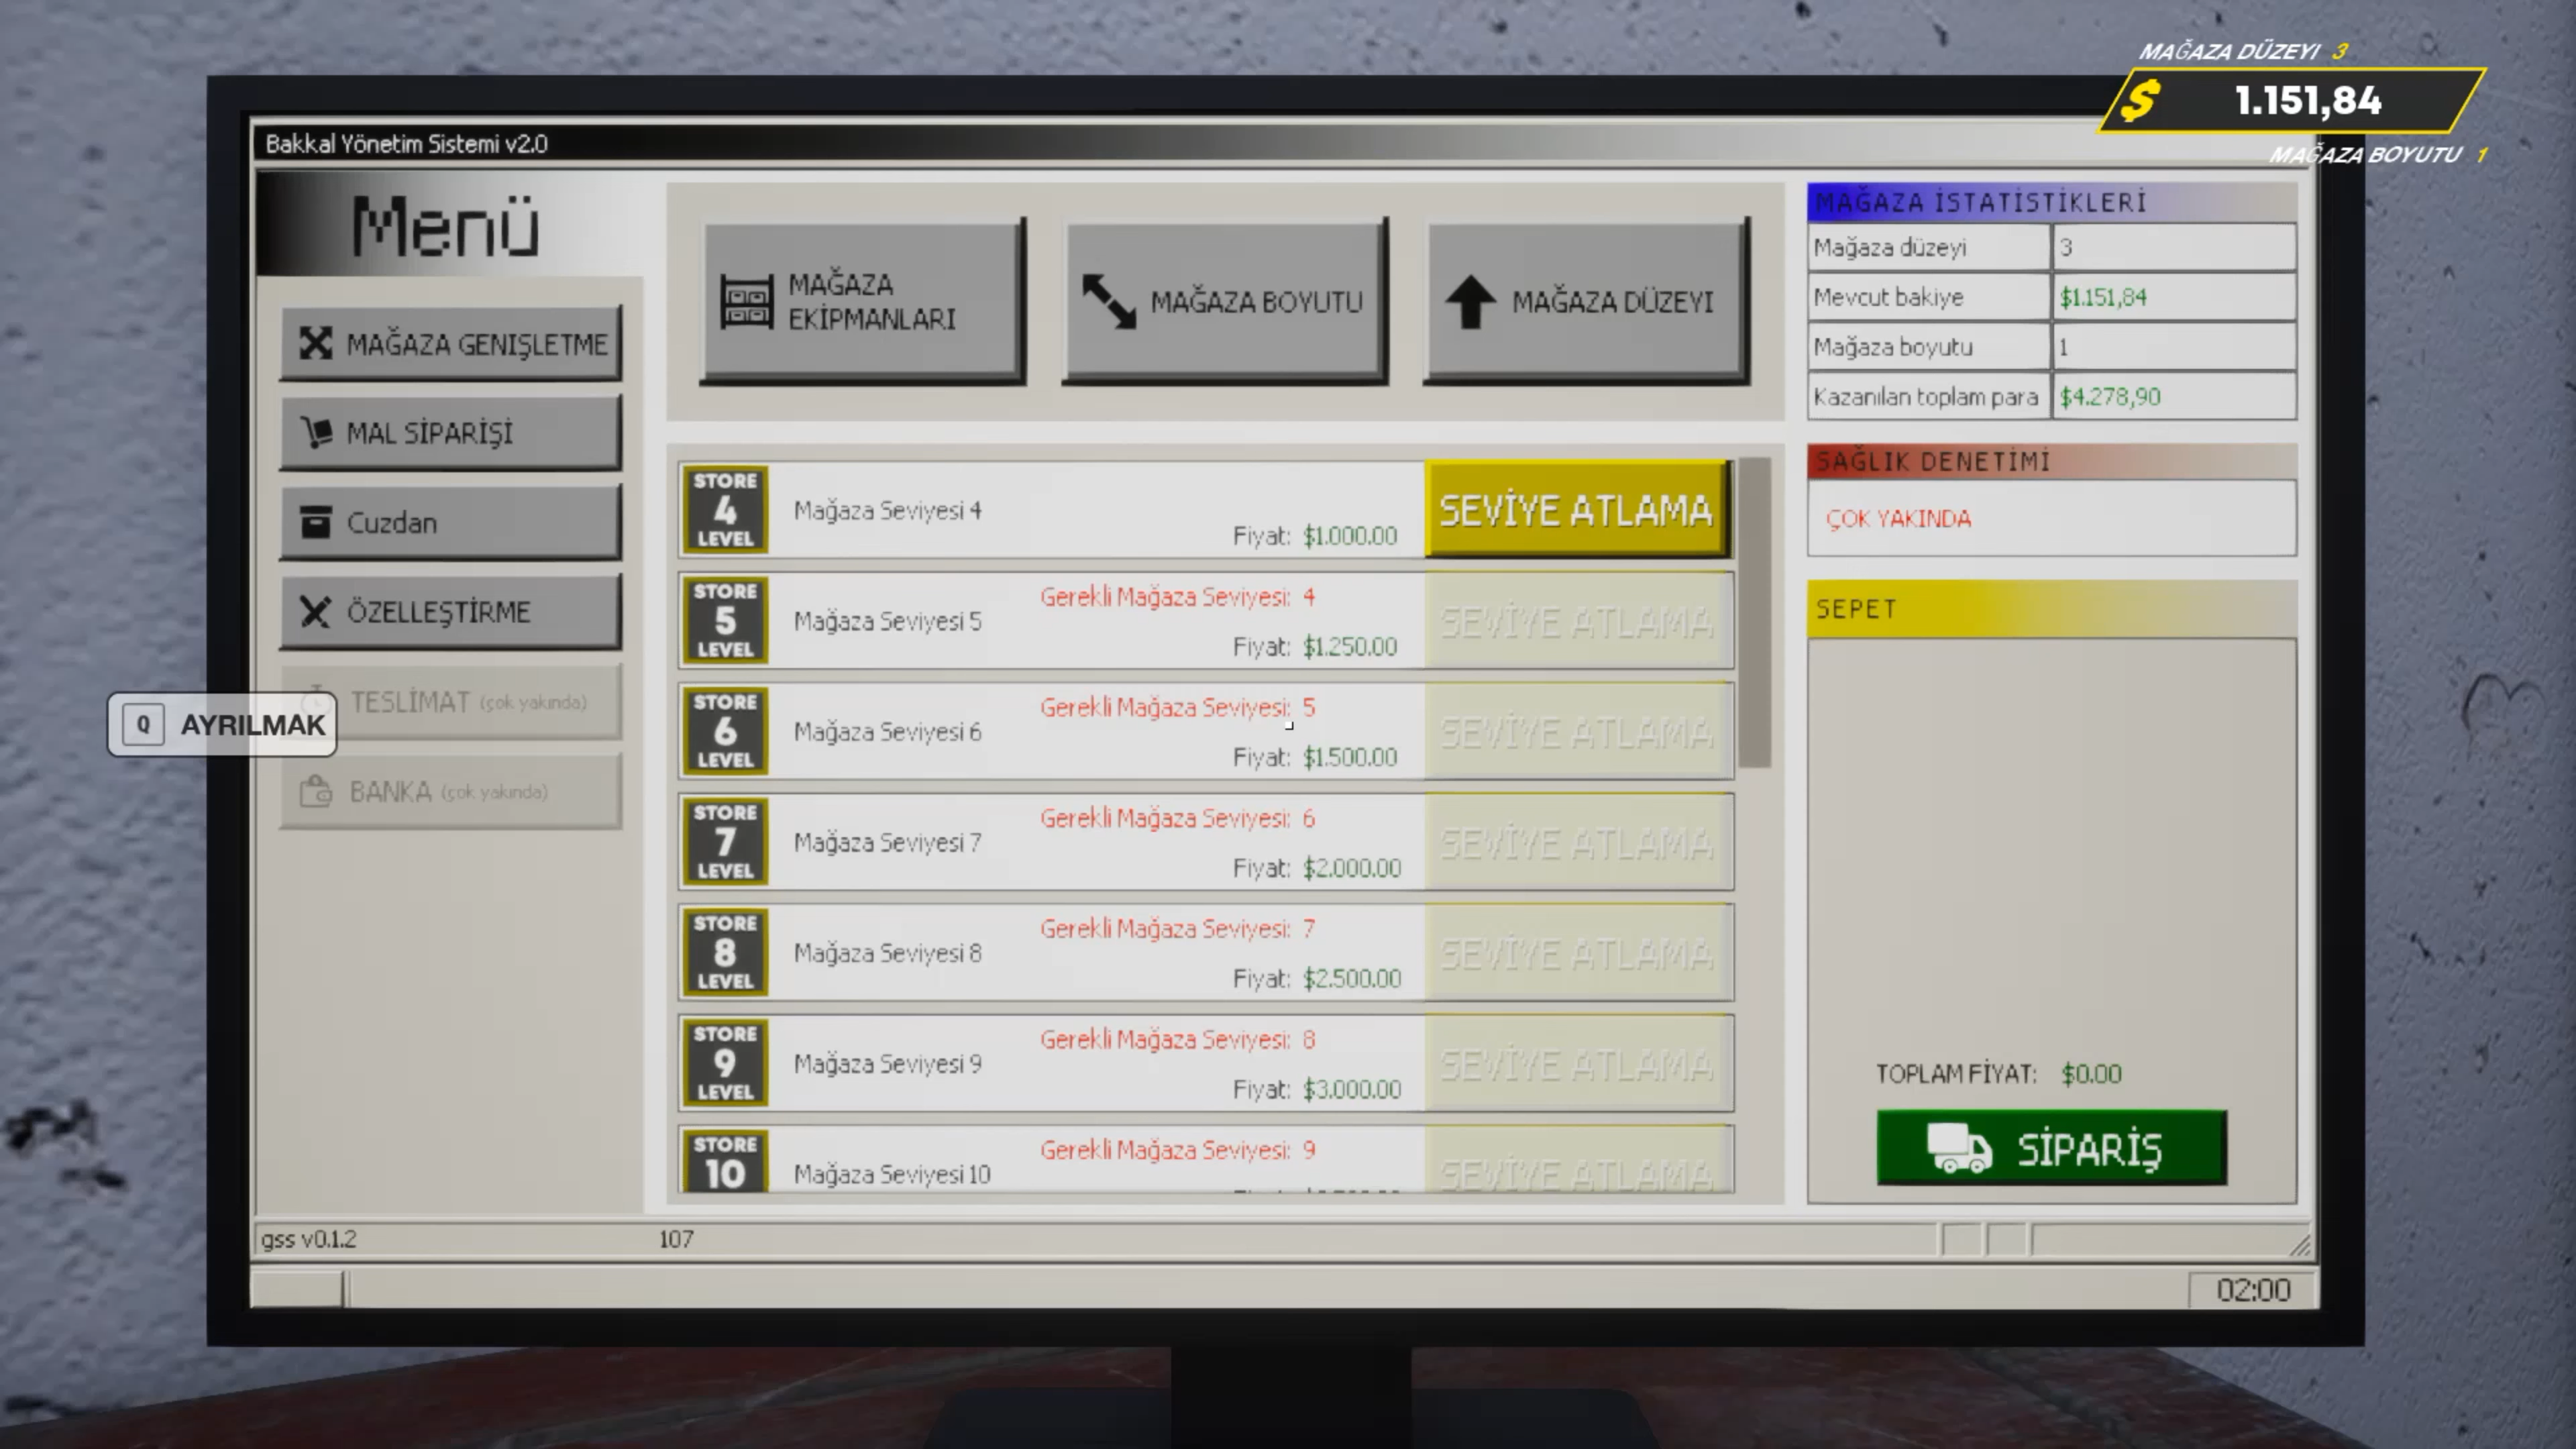 MAĞAZA DÜZEYI 3
$ 1.151,84
MAĞAZA BOYUTU 1
Bakkal Yönetim Sistemi v2.0
Menü
MAĞAZA GENIŞLETME
MAL SİPARİŞİ
Cuzdan
ÖZELLEŞTİRME
TESLİMAT (çok yakında)
BANKA (çok yakında)
Q AYRILMAK
MAĞAZA
EKİPMANLARI
MAĞAZA BOYUTU
MAĞAZA DÜZEYI
STORE
4
LEVEL
Mağaza Seviyesi 4
Fiyat: $1.000.00
SEVİYE ATLAMA
STORE
5
LEVEL
Mağaza Seviyesi 5
Gerekli Mağaza Seviyesi: 4
Fiyat: $1.250.00
SEVİYE ATLAMA
STORE
6
LEVEL
Mağaza Seviyesi 6
Gerekli Mağaza Seviyesi: 5
Fiyat: $1.500.00
SEVİYE ATLAMA
STORE
7
LEVEL
Mağaza Seviyesi 7
Gerekli Mağaza Seviyesi: 6
Fiyat: $2.000.00
SEVİYE ATLAMA
STORE
8
LEVEL
Mağaza Seviyesi 8
Gerekli Mağaza Seviyesi: 7
Fiyat: $2.500.00
SEVİYE ATLAMA
STORE
9
LEVEL
Mağaza Seviyesi 9
Gerekli Mağaza Seviyesi: 8
Fiyat: $3.000.00
SEVİYE ATLAMA
STORE
10
Mağaza Seviyesi 10
Gerekli Mağaza Seviyesi: 9
SEVİYE ATLAMA
MAĞAZA İSTATİSTİKLERİ
Mağaza düzeyi 3
Mevcut bakiye $1.151,84
Mağaza boyutu 1
Kazanılan toplam para $4.278,90
SAĞLIK DENETİMİ
ÇOK YAKINDA
SEPET
TOPLAM FİYAT: $0.00
SİPARİŞ
gss v0.1.2
107
02:00